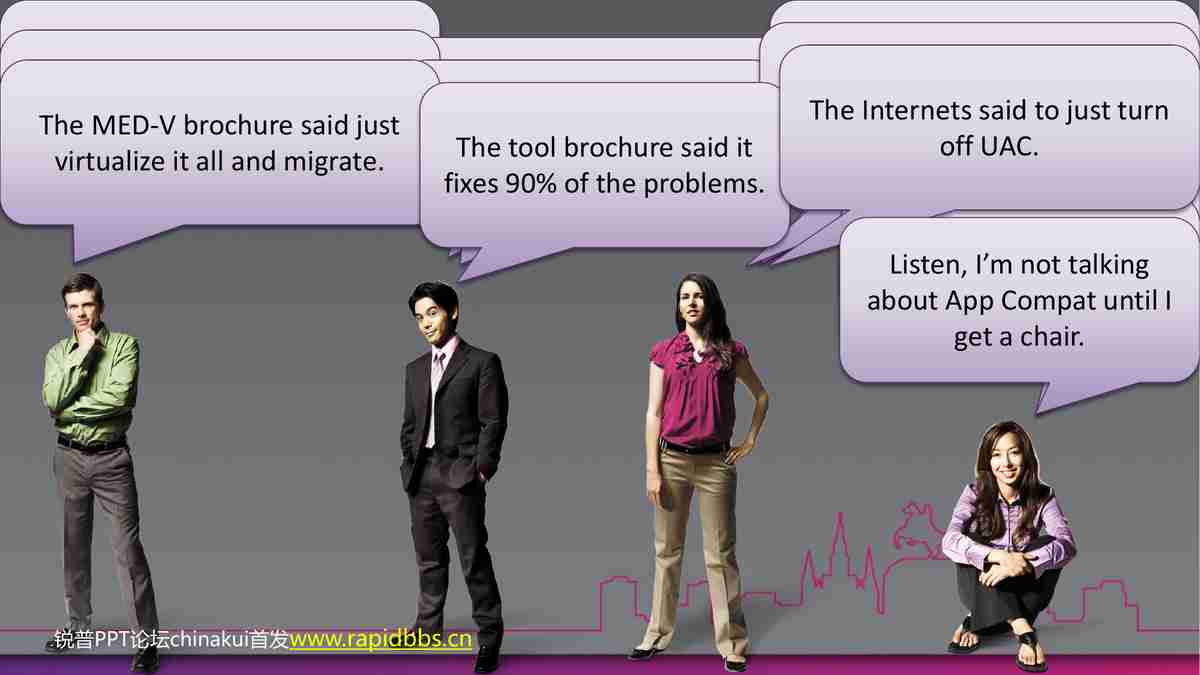 The MED-V brochure said just
virtualize it all and migrate.
The tool brochure said it
fixes 90% of the problems.
The Internets said to just turn
off UAC.
Listen, I’m not talking
about App Compat until I
get a chair.
锐普PPT论坛chinakui首发www.rapidbbs.cn